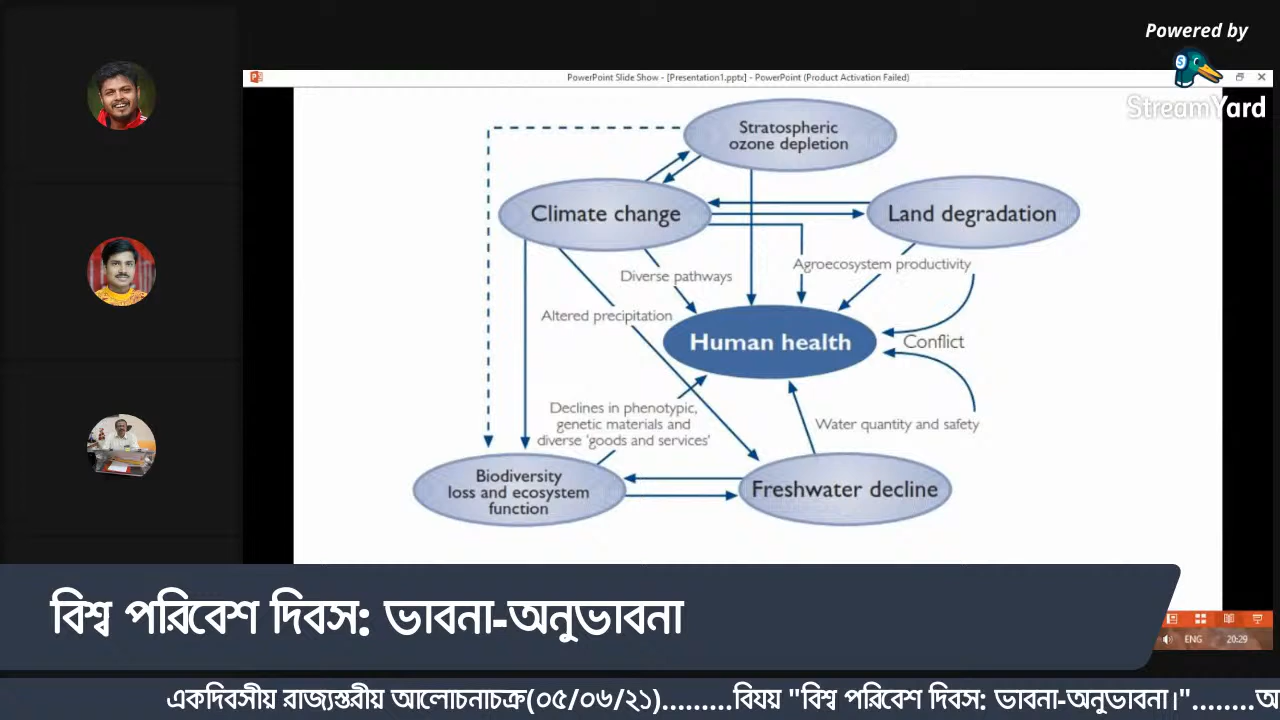 Powered by
StreamYard
PowerPoint Slide Show - [Presentation1.pptx] - PowerPoint (Product Activation Failed)
Stratospheric
ozone depletion
Climate change
Land degradation
Diverse pathways
Agroecosystem productivity
Altered precipitation
Human health
Conflict
Declines in phenotypic,
genetic materials and
diverse 'goods and services'
Water quantity and safety
Biodiversity
loss and ecosystem
function
Freshwater decline
ENG
20:29
বিশ্ব পরিবেশ দিবস: ভাবনা-অনুভাবনা
একদিবসীয় রাজ্যস্তরীয় আলোচনাচক্র(০৫/০৬/২১).........বিযয় "বিশ্ব পরিবেশ দিবস: ভাবনা-অনুভাবনা।"........